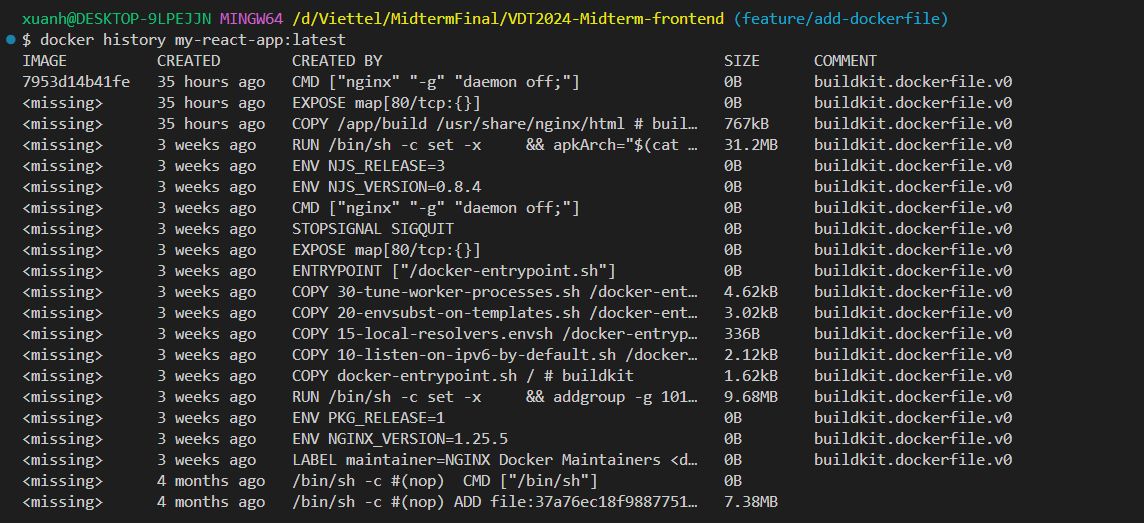 xuanh@DESKTOP-9LPEJJN MINGW64 /d/Viettel/MidtermFinal/VDT2024-Midterm-frontend (feature/add-dockerfile)
$ docker history my-react-app:latest
IMAGE          CREATED        CREATED BY                                      SIZE      COMMENT
7953d14b41fe   35 hours ago   CMD ["nginx" "-g" "daemon off;"]                0B        buildkit.dockerfile.v0
<missing>      35 hours ago   EXPOSE map[80/tcp:{}]                           0B        buildkit.dockerfile.v0
<missing>      35 hours ago   COPY /app/build /usr/share/nginx/html # buil…   767kB     buildkit.dockerfile.v0
<missing>      3 weeks ago    RUN /bin/sh -c set -x     && apkArch="$(cat …   31.2MB    buildkit.dockerfile.v0
<missing>      3 weeks ago    ENV NJS_RELEASE=3                               0B        buildkit.dockerfile.v0
<missing>      3 weeks ago    ENV NJS_VERSION=0.8.4                           0B        buildkit.dockerfile.v0
<missing>      3 weeks ago    CMD ["nginx" "-g" "daemon off;"]                0B        buildkit.dockerfile.v0
<missing>      3 weeks ago    STOPSIGNAL SIGQUIT                              0B        buildkit.dockerfile.v0
<missing>      3 weeks ago    EXPOSE map[80/tcp:{}]                           0B        buildkit.dockerfile.v0
<missing>      3 weeks ago    ENTRYPOINT ["/docker-entrypoint.sh"]            0B        buildkit.dockerfile.v0
<missing>      3 weeks ago    COPY 30-tune-worker-processes.sh /docker-ent…   4.62kB    buildkit.dockerfile.v0
<missing>      3 weeks ago    COPY 20-envsubst-on-templates.sh /docker-ent…   3.02kB    buildkit.dockerfile.v0
<missing>      3 weeks ago    COPY 15-local-resolvers.envsh /docker-entryp…   336B      buildkit.dockerfile.v0
<missing>      3 weeks ago    COPY 10-listen-on-ipv6-by-default.sh /docker…   2.12kB    buildkit.dockerfile.v0
<missing>      3 weeks ago    COPY docker-entrypoint.sh / # buildkit          1.62kB    buildkit.dockerfile.v0
<missing>      3 weeks ago    RUN /bin/sh -c set -x     && addgroup -g 101…   9.68MB    buildkit.dockerfile.v0
<missing>      3 weeks ago    ENV PKG_RELEASE=1                               0B        buildkit.dockerfile.v0
<missing>      3 weeks ago    ENV NGINX_VERSION=1.25.5                        0B        buildkit.dockerfile.v0
<missing>      3 weeks ago    LABEL maintainer=NGINX Docker Maintainers <d…   0B        buildkit.dockerfile.v0
<missing>      4 months ago   /bin/sh -c #(nop)  CMD ["/bin/sh"]              0B
<missing>      4 months ago   /bin/sh -c #(nop) ADD file:37a76ec18f9887751…   7.38MB